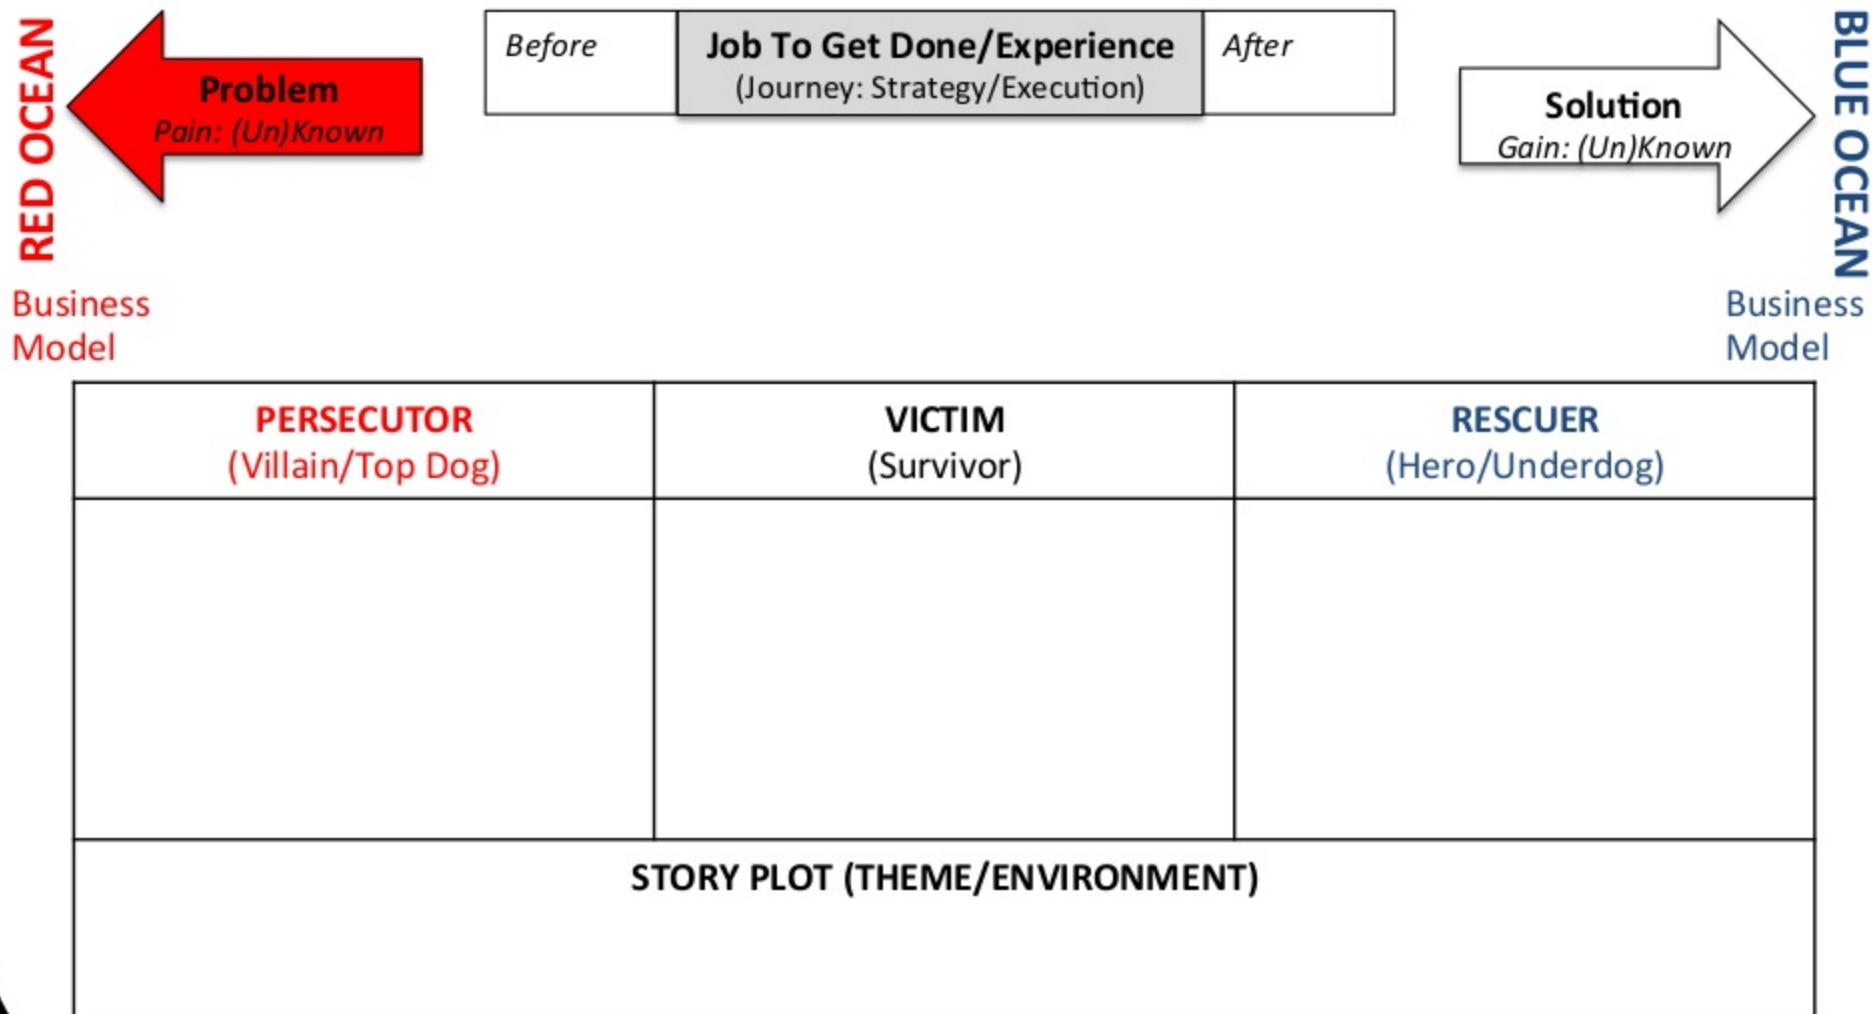 RED OCEAN
Problem
Pain: (Un)Known
Before
Job To Get Done/Experience
(Journey: Strategy/Execution)
After
Solution
Gain: (Un)Known
BLUE OCEAN
Business
Model
Business
Model
PERSECUTOR
(Villain/Top Dog)
VICTIM
(Survivor)
RESCUER
(Hero/Underdog)
STORY PLOT (THEME/ENVIRONMENT)